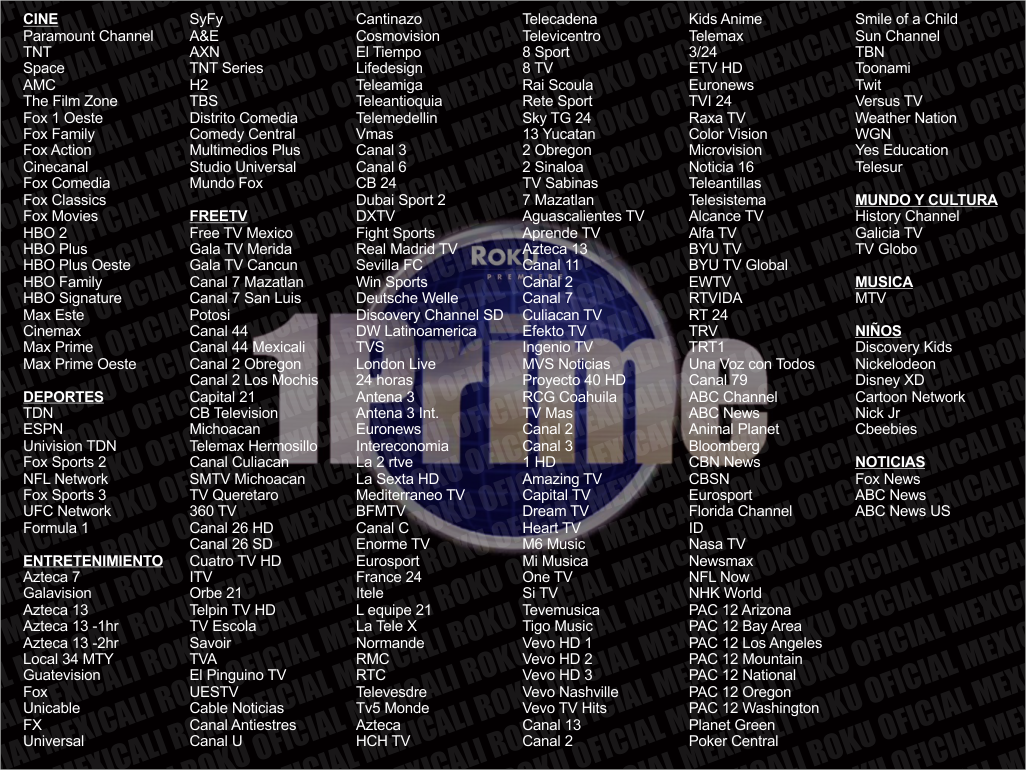 CINE
Paramount Channel
TNT
Space
AMC
The Film Zone
Fox 1 Oeste
Fox Family
Fox Action
Cinecanal
Fox Comedia
Fox Classics
Fox Movies
HBO 2
HBO Plus
HBO Plus Oeste
HBO Family
HBO Signature
Max Este
Cinemax
Max Prime
Max Prime Oeste
DEPORTES
TDN
ESPN
Univision TDN
Fox Sports 2
NFL Network
Fox Sports 3
UFC Network
Formula 1
ENTRETENIMIENTO
Azteca 7
Galavision
Azteca 13
Azteca 13 -1hr
Azteca 13 -2hr
Local 34 MTY
Guatevision
Fox
Unicable
FX
Universal
SyFy
A&E
AXN
TNT Series
H2
TBS
Distrito Comedia
Comedy Central
Multimedios Plus
Studio Universal
Mundo Fox
FREETV
Free TV Mexico
Gala TV Merida
Gala TV Cancun
Canal 7 Mazatlan
Canal 7 San Luis
Potosi
Canal 44
Canal 44 Mexicali
Canal 2 Obregon
Canal 2 Los Mochis
Capital 21
CB Television
Michoacan
Telemax Hermosillo
Canal Culiacan
SMTV Michoacan
TV Queretaro
360 TV
Canal 26 HD
Canal 26 SD
Cuatro TV HD
ITV
Orbe 21
Telpin TV HD
TV Escola
Savoir
TVA
El Pinguino TV
UESTV
Cable Noticias
Canal Antiestres
Canal U
Cantinazo
Cosmovision
El Tiempo
Lifedesign
Teleamiga
Teleantioquia
Telemedellin
Vmas
Canal 3
Canal 6
CB 24
Dubai Sport 2
DXTV
Fight Sports
Real Madrid TV
Sevilla FC
Win Sports
Deutsche Welle
Discovery Channel SD
DW Latinoamerica
TVS
London Live
24 horas
Antena 3
Antena 3 Int.
Euronews
Intereconomia
La 2 rtve
La Sexta HD
Mediterraneo TV
BFMTV
Canal C
Enorme TV
Eurosport
France 24
Itele
L equipe 21
La Tele X
Normande
RMC
RTC
Televesdre
Tv5 Monde
Azteca
HCH TV
Telecadena
Televicentro
8 Sport
8 TV
Rai Scoula
Rete Sport
Sky TG 24
13 Yucatan
2 Obregon
2 Sinaloa
TV Sabinas
7 Mazatlan
Aguascalientes TV
Aprende TV
Azteca 13
Canal 11
Canal 2
Canal 7
Culiacan TV
Efekto TV
Ingenio TV
MVS Noticias
Proyecto 40 HD
RCG Coahuila
TV Mas
Canal 2
Canal 3
1 HD
Amazing TV
Capital TV
Dream TV
Heart TV
M6 Music
Mi Musica
One TV
Si TV
Tevemusica
Tigo Music
Vevo HD 1
Vevo HD 2
Vevo HD 3
Vevo Nashville
Vevo TV Hits
Canal 13
Canal 2
Kids Anime
Telemax
3/24
ETV HD
Euronews
TVI 24
Raxa TV
Color Vision
Microvision
Noticia 16
Teleantillas
Telesistema
Alcance TV
Alfa TV
BYU TV
BYU TV Global
EWTV
RTVIDA
RT 24
TRV
TRT1
Una Voz con Todos
Canal 79
ABC Channel
ABC News
Animal Planet
Bloomberg
CBN News
CBSN
Eurosport
Florida Channel
ID
Nasa TV
Newsmax
NFL Now
NHK World
PAC 12 Arizona
PAC 12 Bay Area
PAC 12 Los Angeles
PAC 12 Mountain
PAC 12 National
PAC 12 Oregon
PAC 12 Washington
Planet Green
Poker Central
Smile of a Child
Sun Channel
TBN
Toonami
Twit
Versus TV
Weather Nation
WGN
Yes Education
Telesur
MUNDO Y CULTURA
History Channel
Galicia TV
TV Globo
MUSICA
MTV
NIÑOS
Discovery Kids
Nickelodeon
Disney XD
Cartoon Network
Nick Jr
Cbeebies
NOTICIAS
Fox News
ABC News
ABC News US
ROKU
PREMIERE
1Prime